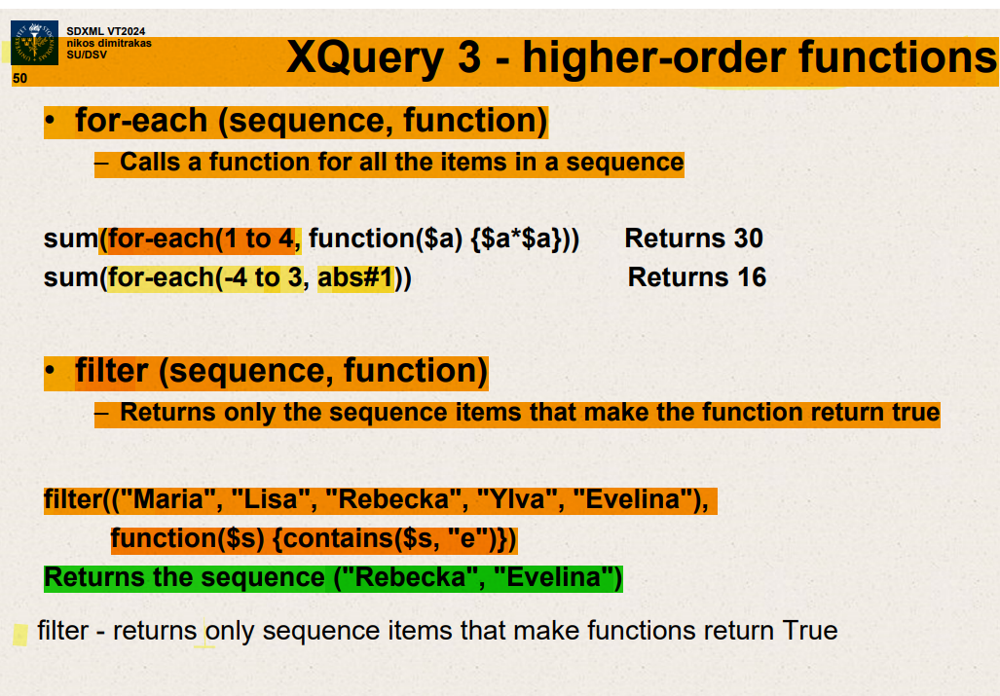 SDXML VT2024
nikos dimitrakas
SU/DSV
50
XQuery 3 - higher-order functions
• for-each (sequence, function)
– Calls a function for all the items in a sequence
sum(for-each(1 to 4, function($a) {$a*$a})) Returns 30
sum(for-each(-4 to 3, abs#1)) Returns 16
• filter (sequence, function)
– Returns only the sequence items that make the function return true
filter(("Maria", "Lisa", "Rebecka", "Ylva", "Evelina"),
function($s) {contains($s, "e")})
Returns the sequence ("Rebecka", "Evelina")
filter - returns only sequence items that make functions return True